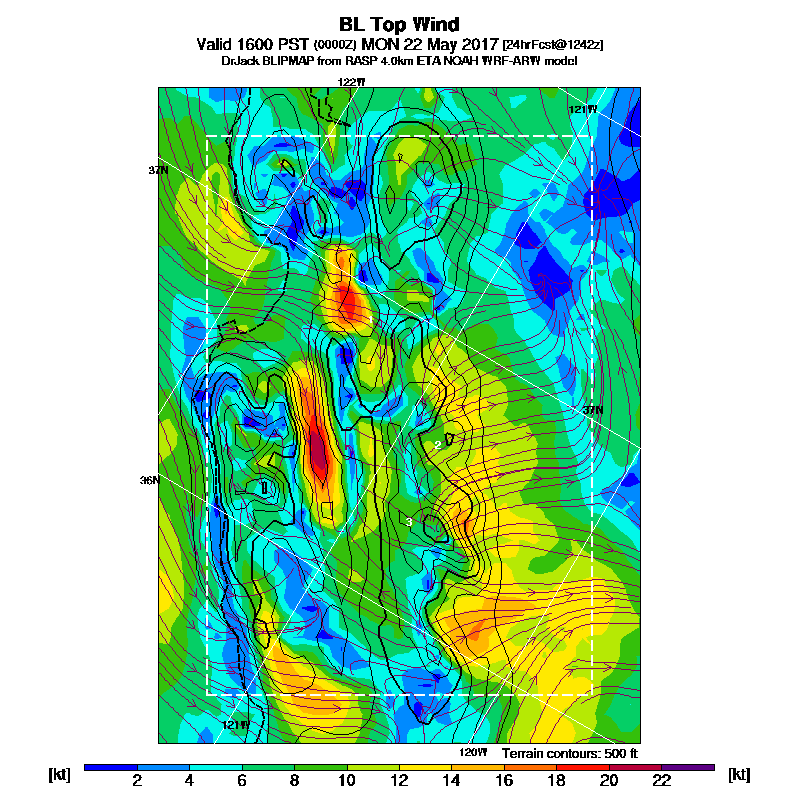 BL Top Wind
Valid 1600 PST (0000Z) MON 22 May 2017 [24hrFcst@1242z]
DrJack BLIPMAP from RASP 4.0km ETA NOAH WRF-ARW model
122W
121W
37N
1
37N
2
36N
3
121W
120W Terrain contours: 500 ft
[kt] 2 4 6 8 10 12 14 16 18 20 22 [kt]